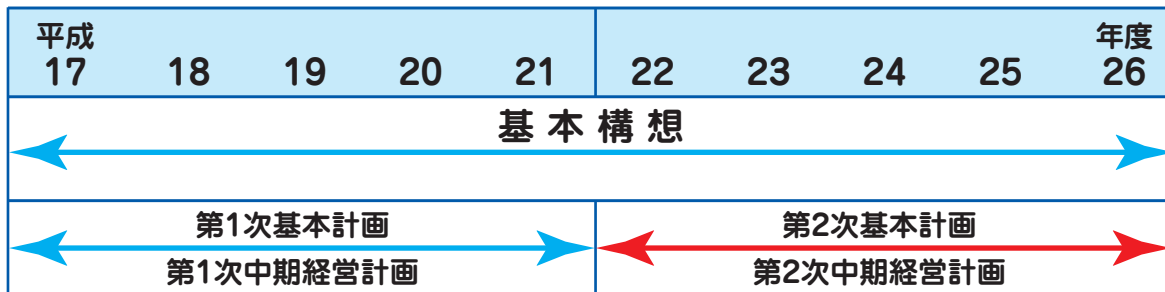 平成 年度
17 18 19 20 21 22 23 24 25 26
基本構想
第1次基本計画 第2次基本計画
第1次中期経営計画 第2次中期経営計画